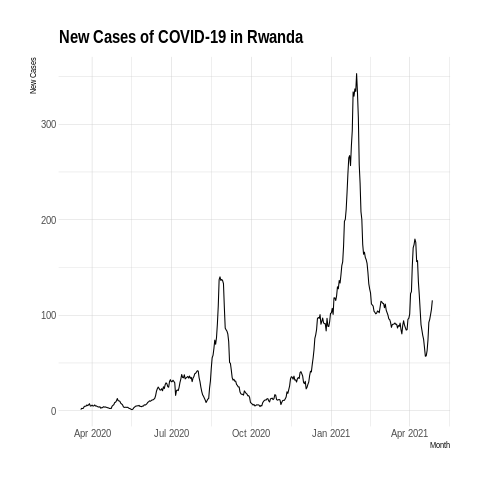 New Cases of COVID-19 in Rwanda
New Cases
300
200
100
0
Apr 2020 Jul 2020 Oct 2020 Jan 2021 Apr 2021
Month